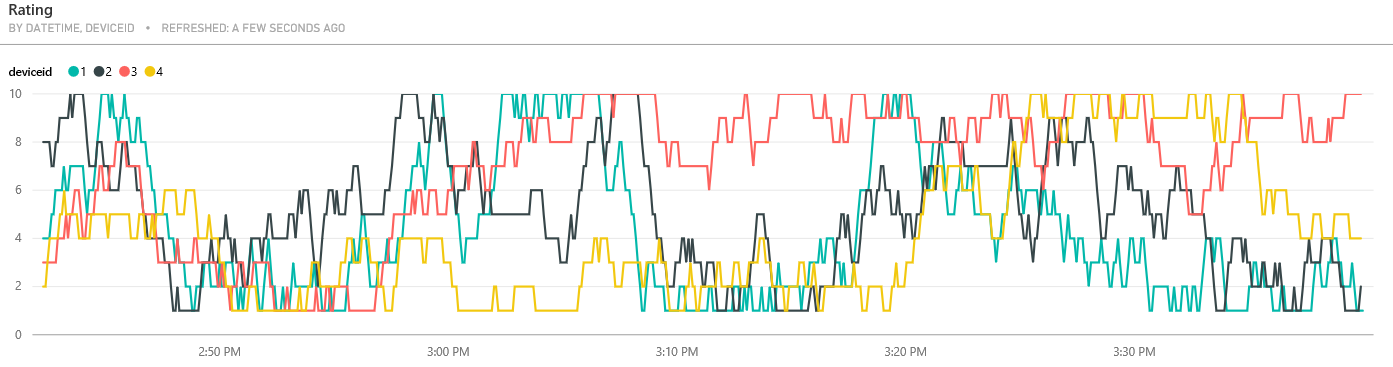 Rating
BY DATETIME, DEVICEID • REFRESHED: A FEW SECONDS AGO
deviceid 1 2 3 4
10
8
6
4
2
0
2:50 PM 3:00 PM 3:10 PM 3:20 PM 3:30 PM